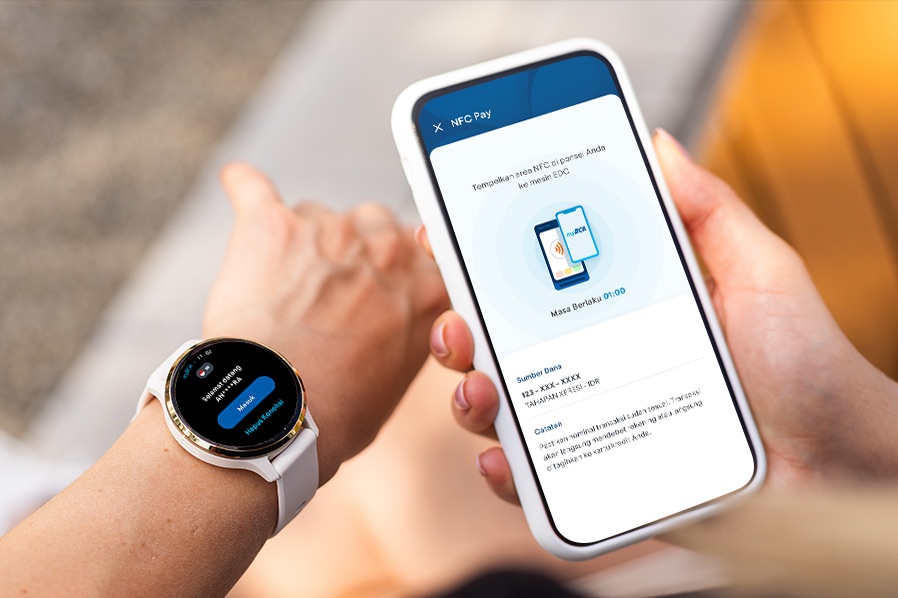 NFC Pay
Tempelkan area NFC di ponsel Anda
ke mesin EDC
myBCA
Masa Berlaku 01:00
Sumber Dana
123 - XXX - XXXX
TAHAPAN XPRESI - IDR
Catatan
Pastikan nominal transaksi sudah sesuai. Transaksi
akan langsung mendebet rekening atau langsung
ditagihkan ke kartu kredit Anda.
Selamat datang
AN****RA
Masuk
Hapus Koneksi